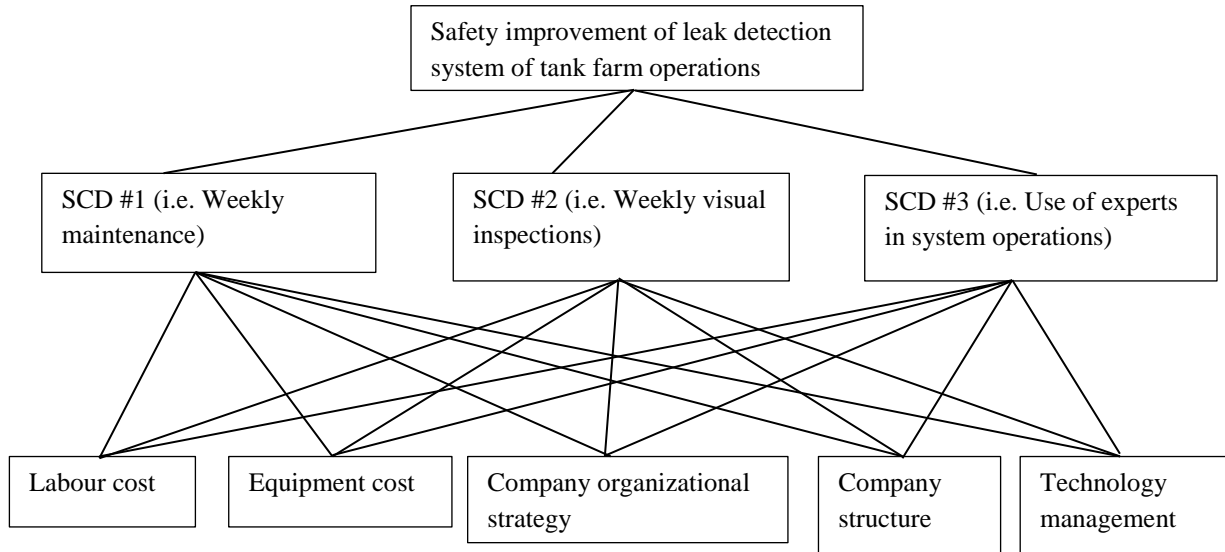 Safety improvement of leak detection
system of tank farm operations
SCD #1 (i.e. Weekly
maintenance)
SCD #2 (i.e. Weekly visual
inspections)
SCD #3 (i.e. Use of experts
in system operations)
Labour cost
Equipment cost
Company organizational
strategy
Company
structure
Technology
management